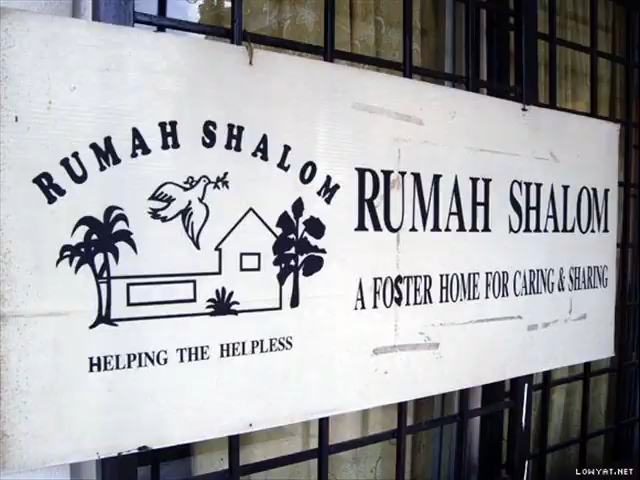 RUMAH SHALOM
HELPING THE HELPLESS
RUMAH SHALOM
A FOSTER HOME FOR CARING & SHARING
LOWYAT.NET